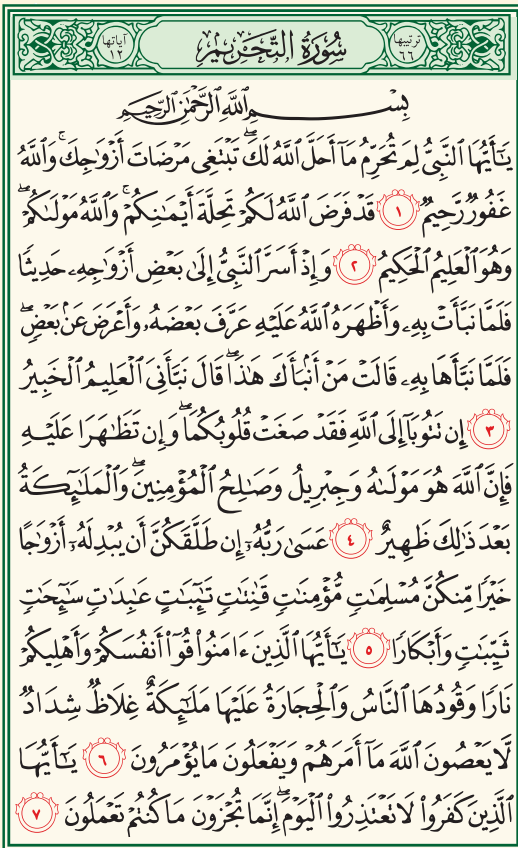 ترتيبها ٦٦
سُورَةُ التَّحْرِيمِ
آياتها ١٢
بِسْمِ ٱللَّهِ ٱلرَّحْمَٰنِ ٱلرَّحِيمِ
يَٰٓأَيُّهَا ٱلنَّبِىُّ لِمَ تُحَرِّمُ مَآ أَحَلَّ ٱللَّهُ لَكَۖ تَبْتَغِى مَرْضَاتَ أَزْوَٰجِكَۚ وَٱللَّهُ
غَفُورٌ رَّحِيمٌ ١ قَدْ فَرَضَ ٱللَّهُ لَكُمْ تَحِلَّةَ أَيْمَٰنِكُمْۚ وَٱللَّهُ مَوْلَىٰكُمْۖ
وَهُوَ ٱلْعَلِيمُ ٱلْحَكِيمُ ٢ وَإِذْ أَسَرَّ ٱلنَّبِىُّ إِلَىٰ بَعْضِ أَزْوَٰجِهِۦ حَدِيثًا
فَلَمَّا نَبَّأَتْ بِهِۦ وَأَظْهَرَهُ ٱللَّهُ عَلَيْهِ عَرَّفَ بَعْضَهُۥ وَأَعْرَضَ عَنۢ بَعْضٍۖ
فَلَمَّا نَبَّأَهَا بِهِۦ قَالَتْ مَنْ أَنۢبَأَكَ هَٰذَاۖ قَالَ نَبَّأَنِىَ ٱلْعَلِيمُ ٱلْخَبِيرُ
٣ إِن تَتُوبَآ إِلَى ٱللَّهِ فَقَدْ صَغَتْ قُلُوبُكُمَاۖ وَإِن تَظَٰهَرَا عَلَيْهِ
فَإِنَّ ٱللَّهَ هُوَ مَوْلَىٰهُ وَجِبْرِيلُ وَصَٰلِحُ ٱلْمُؤْمِنِينَۖ وَٱلْمَلَٰٓئِكَةُ
بَعْدَ ذَٰلِكَ ظَهِيرٌ ٤ عَسَىٰ رَبُّهُۥٓ إِن طَلَّقَكُنَّ أَن يُبْدِلَهُۥٓ أَزْوَٰجًا
خَيْرًا مِّنكُنَّ مُسْلِمَٰتٍ مُّؤْمِنَٰتٍ قَٰنِتَٰتٍ تَٰٓئِبَٰتٍ عَٰبِدَٰتٍ سَٰٓئِحَٰتٍ
ثَيِّبَٰتٍ وَأَبْكَارًا ٥ يَٰٓأَيُّهَا ٱلَّذِينَ ءَامَنُوا۟ قُوٓا۟ أَنفُسَكُمْ وَأَهْلِيكُمْ
نَارًا وَقُودُهَا ٱلنَّاسُ وَٱلْحِجَارَةُ عَلَيْهَا مَلَٰٓئِكَةٌ غِلَاظٌ شِدَادٌ
لَّا يَعْصُونَ ٱللَّهَ مَآ أَمَرَهُمْ وَيَفْعَلُونَ مَا يُؤْمَرُونَ ٦ يَٰٓأَيُّهَا
ٱلَّذِينَ كَفَرُوا۟ لَا تَعْتَذِرُوا۟ ٱلْيَوْمَۖ إِنَّمَا تُجْزَوْنَ مَا كُنتُمْ تَعْمَلُونَ ٧